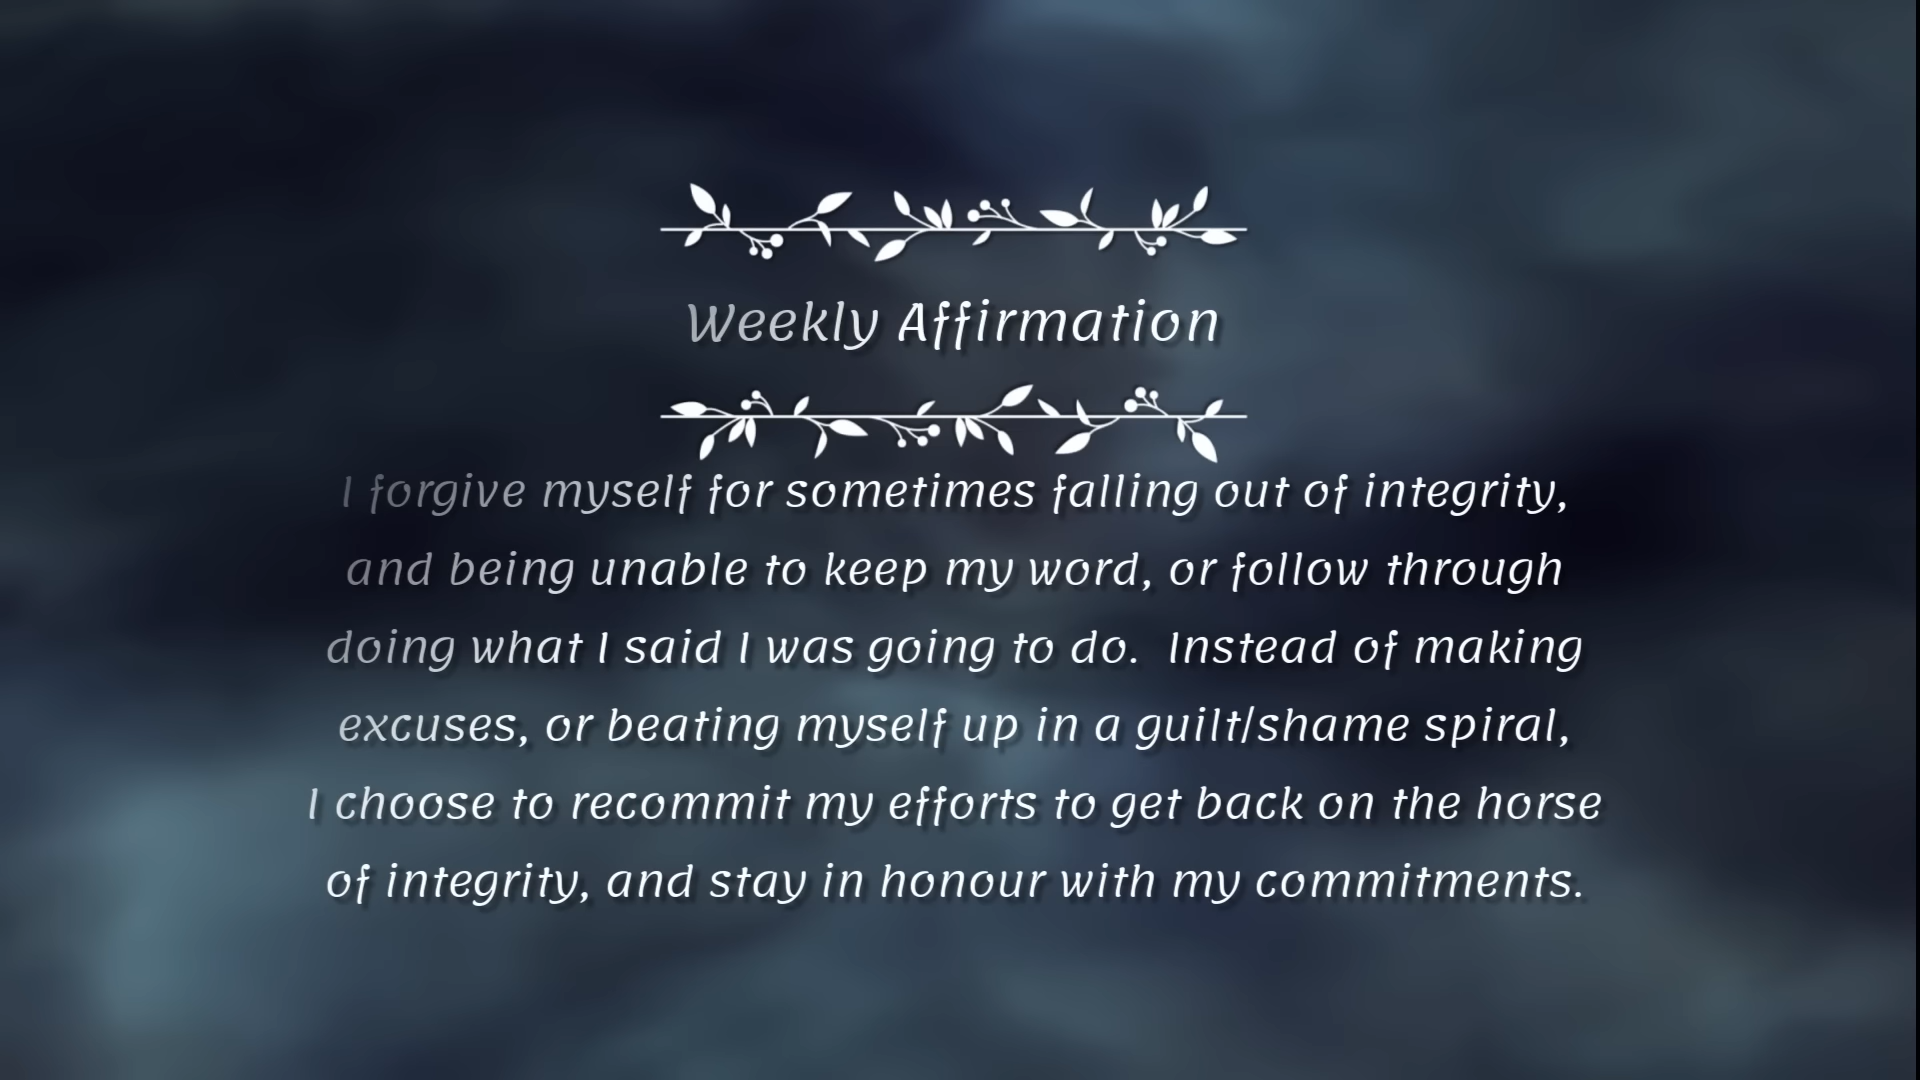 Weekly Affirmation
I forgive myself for sometimes falling out of integrity,
and being unable to keep my word, or follow through
doing what I said I was going to do.  Instead of making
excuses, or beating myself up in a guilt/shame spiral,
I choose to recommit my efforts to get back on the horse
of integrity, and stay in honour with my commitments.